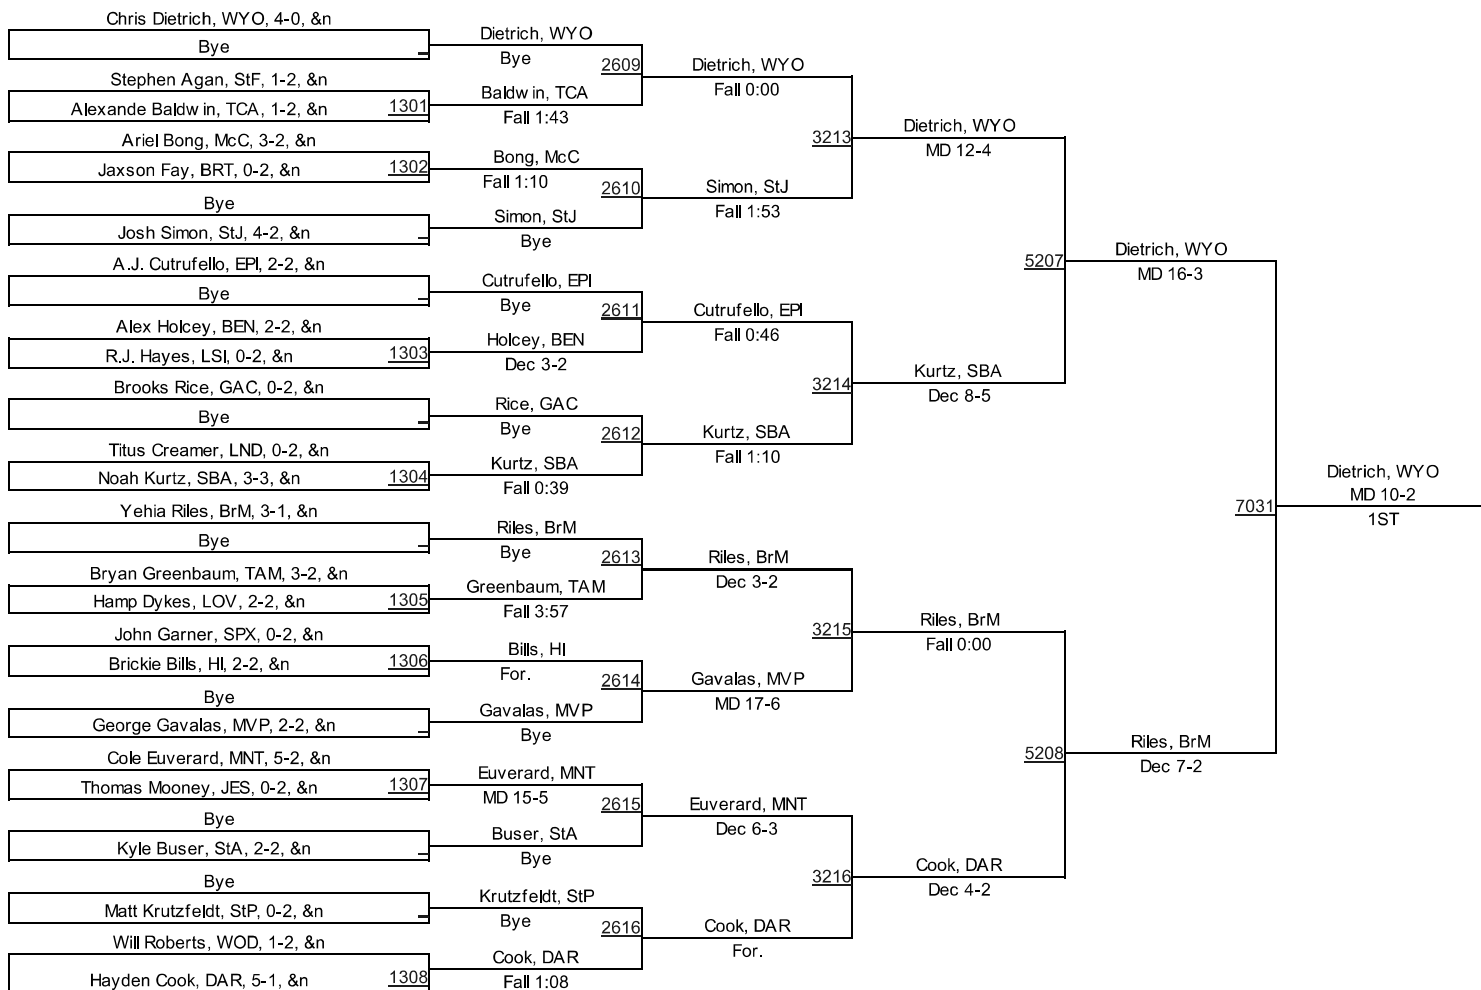 Chris Dietrich, WYO, 4-0, &n
Bye
Stephen Agan, StF, 1-2, &n
Alexande Baldwin, TCA, 1-2, &n 1301
Ariel Bong, McC, 3-2, &n
Jaxson Fay, BRT, 0-2, &n 1302
Bye
Josh Simon, StJ, 4-2, &n
A.J. Cutrufello, EPI, 2-2, &n
Bye
Alex Holcey, BEN, 2-2, &n
R.J. Hayes, LSI, 0-2, &n 1303
Brooks Rice, GAC, 0-2, &n
Bye
Titus Creamer, LND, 0-2, &n
Noah Kurtz, SBA, 3-3, &n 1304
Yehia Riles, BrM, 3-1, &n
Bye
Bryan Greenbaum, TAM, 3-2, &n
Hamp Dykes, LOV, 2-2, &n 1305
John Garner, SPX, 0-2, &n
Brickie Bills, HI, 2-2, &n 1306
Bye
George Gavalas, MVP, 2-2, &n
Cole Euverard, MNT, 5-2, &n
Thomas Mooney, JES, 0-2, &n 1307
Bye
Kyle Buser, StA, 2-2, &n
Bye
Matt Krutzfeldt, StP, 0-2, &n
Will Roberts, WOD, 1-2, &n
Hayden Cook, DAR, 5-1, &n 1308
Dietrich, WYO
Bye
2609
Baldwin, TCA
Fall 1:43
Bong, McC
Fall 1:10
2610
Simon, StJ
Bye
Cutrufello, EPI
Bye
2611
Holcey, BEN
Dec 3-2
Rice, GAC
Bye
2612
Kurtz, SBA
Fall 0:39
Riles, BrM
Bye
2613
Greenbaum, TAM
Fall 3:57
Bills, HI
For.
2614
Gavalas, MVP
Bye
Euverard, MNT
MD 15-5
2615
Buser, StA
Bye
Krutzfeldt, StP
Bye
2616
Cook, DAR
Fall 1:08
Dietrich, WYO
Fall 0:00
3213
Simon, StJ
Fall 1:53
Cutrufello, EPI
Fall 0:46
3214
Kurtz, SBA
Fall 1:10
Riles, BrM
Dec 3-2
3215
Gavalas, MVP
MD 17-6
Euverard, MNT
Dec 6-3
3216
Cook, DAR
For.
Dietrich, WYO
MD 12-4
5207
Kurtz, SBA
Dec 8-5
Riles, BrM
Fall 0:00
5208
Cook, DAR
Dec 4-2
Dietrich, WYO
MD 16-3
7031
Riles, BrM
Dec 7-2
Dietrich, WYO
MD 10-2
1ST